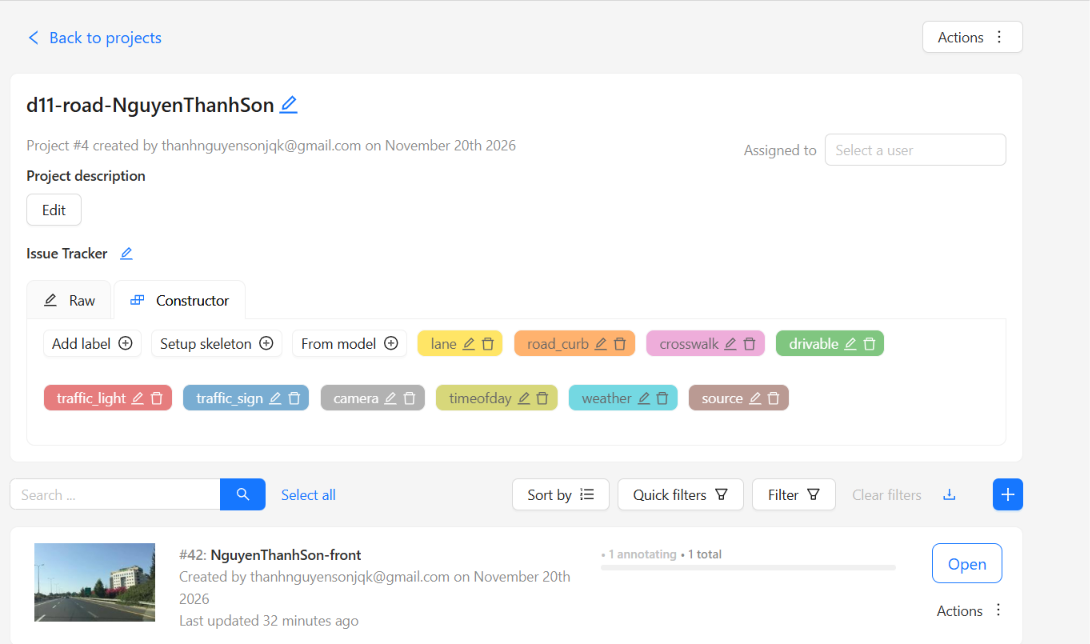 Back to projects
Actions
d11-road-NguyenThanhSon
Project #4 created by thanhnguyensonjqk@gmail.com on November 20th 2026
Assigned to
Select a user
Project description
Edit
Issue Tracker
Raw
Constructor
Add label
Setup skeleton
From model
lane
road_curb
crosswalk
drivable
traffic_light
traffic_sign
camera
timeofday
weather
source
Search ...
Select all
Sort by
Quick filters
Filter
Clear filters
#42: NguyenThanhSon-front
Created by thanhnguyensonjqk@gmail.com on November 20th
2026
Last updated 32 minutes ago
• 1 annotating • 1 total
Open
Actions